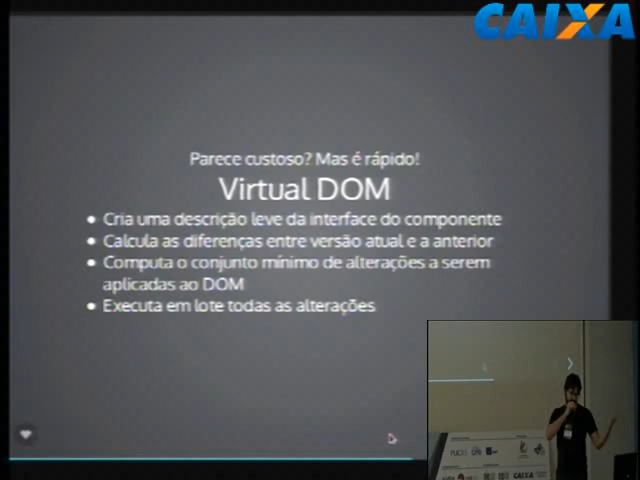 CAIXA
Parece custoso? Mas é rápido!
Virtual DOM
• Cria uma descrição leve da interface do componente
• Calcula as diferenças entre versão atual e a anterior
• Computa o conjunto mínimo de alterações a serem
aplicadas ao DOM
• Executa em lote todas as alterações
CAIXA